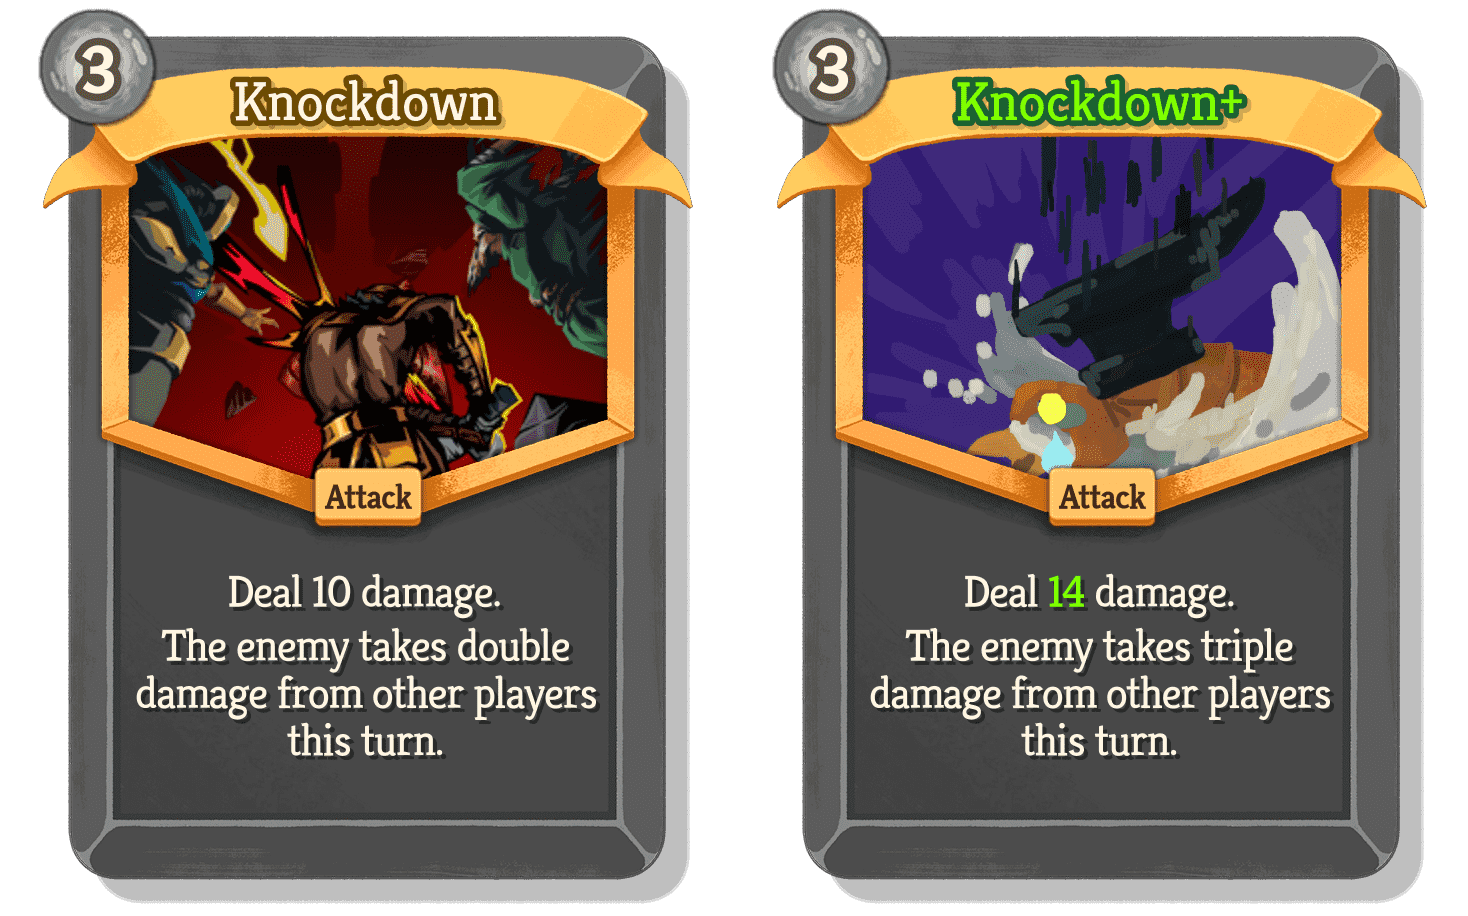 3
Knockdown
Attack
Deal 10 damage.
The enemy takes double
damage from other players
this turn.
3
Knockdown+
Attack
Deal 14 damage.
The enemy takes triple
damage from other players
this turn.